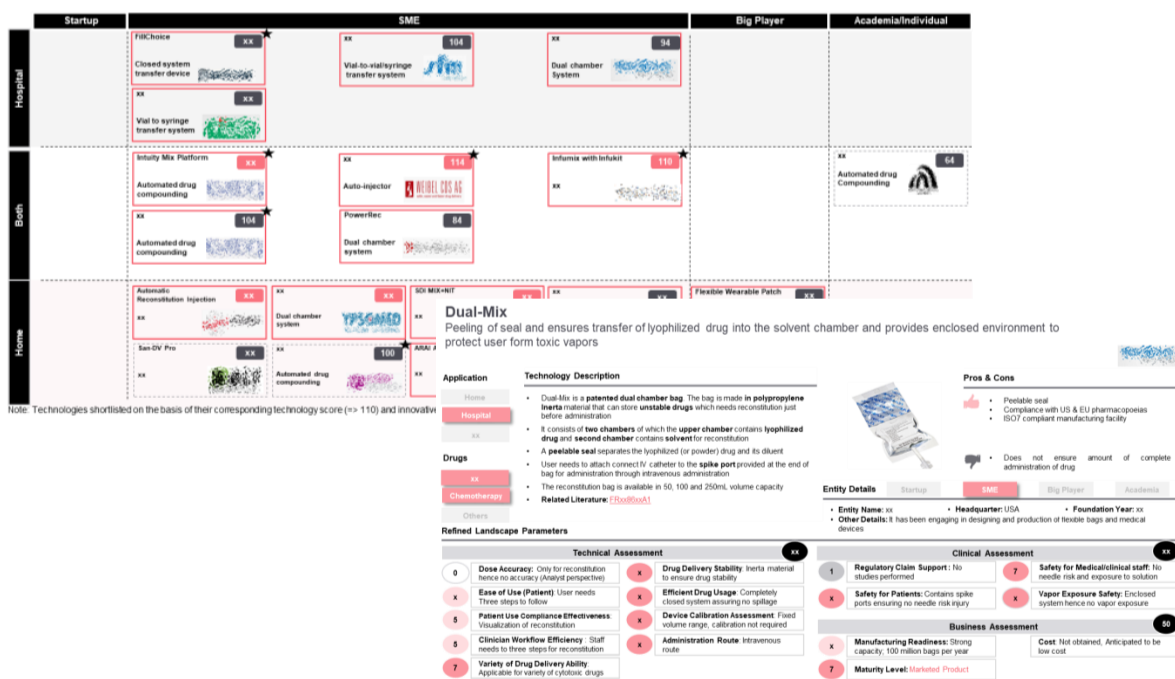 Startup
SME
Big Player
Academia/Individual
Hospital
FillChoice
xx
Closed system
transfer device
xx
104
Vial-to-vial/syringe
transfer system
xx
94
Dual chamber
System
xx
xx
Vial to syringe
transfer system
Both
Intuity Mix Platform
xx
Automated drug
compounding
xx
114
Auto-injector
WEIBEL CDS AG
Infumix with Infukit
110
xx
xx
64
Automated drug
Compounding
xx
104
Automated drug
compounding
PowerRec
84
Dual chamber
system
Home
Automatic
Reconstitution Injection
xx
xx
xx
xx
Dual chamber
system
YPSOMED
SDI MIX+NIT
xx
xx
xx
xx
Flexible Wearable Patch
xx
San-DV Pro
xx
xx
xx
100
Automated drug
compounding
ARAI A
xx
Note: Technologies shortlisted on the basis of their corresponding technology score (=> 110) and innovativ
Dual-Mix
Peeling of seal and ensures transfer of lyophilized drug into the solvent chamber and provides enclosed environment to
protect user form toxic vapors
Application
Home
Hospital
xx
Drugs
xx
Chemotherapy
Others
Technology Description
• Dual-Mix is a patented dual chamber bag. The bag is made in polypropylene
Inerta material that can store unstable drugs which needs reconstitution just
before administration
• It consists of two chambers of which the upper chamber contains lyophilized
drug and second chamber contains solvent for reconstitution
• A peelable seal separates the lyophilized (or powder) drug and its diluent
• User needs to attach connect IV catheter to the spike port provided at the end of
bag for administration through intravenous administration
• The reconstitution bag is available in 50, 100 and 250mL volume capacity
• Related Literature: FRxx86xxA1
Pros & Cons
• Peelable seal
• Compliance with US & EU pharmacopoeias
• ISO7 compliant manufacturing facility
• Does not ensure amount of complete
administration of drug
Entity Details
Startup
SME
Big Player
Academia
• Entity Name: xx
• Headquarter: USA
• Foundation Year: xx
• Other Details: It has been engaging in designing and production of flexible bags and medical
devices
Refined Landscape Parameters
Technical Assessment
xx
0
Dose Accuracy: Only for reconstitution
hence no accuracy (Analyst perspective)
x
Ease of Use (Patient): User needs
Three steps to follow
5
Patient Use Compliance Effectiveness:
Visualization of reconstitution
5
Clinician Workflow Efficiency : Staff
needs to three steps for reconstitution
7
Variety of Drug Delivery Ability:
Applicable for variety of cytotoxic drugs
x
Drug Delivery Stability: Inerta material
to ensure drug stability
x
Efficient Drug Usage: Completely
closed system assuring no spillage
x
Device Calibration Assessment: Fixed
volume range, calibration not required
x
Administration Route: Intravenous
route
Clinical Assessment
xx
1
Regulatory Claim Support : No
studies performed
7
Safety for Medical/clinical staff: No
needle risk and exposure to solution
x
Safety for Patients: Contains spike
ports ensuring no needle risk injury
x
Vapor Exposure Safety: Enclosed
system hence no vapor exposure
Business Assessment
50
x
Manufacturing Readiness: Strong
capacity; 100 million bags per year
Cost: Not obtained, Anticipated to be
low cost
7
Maturity Level: Marketed Product